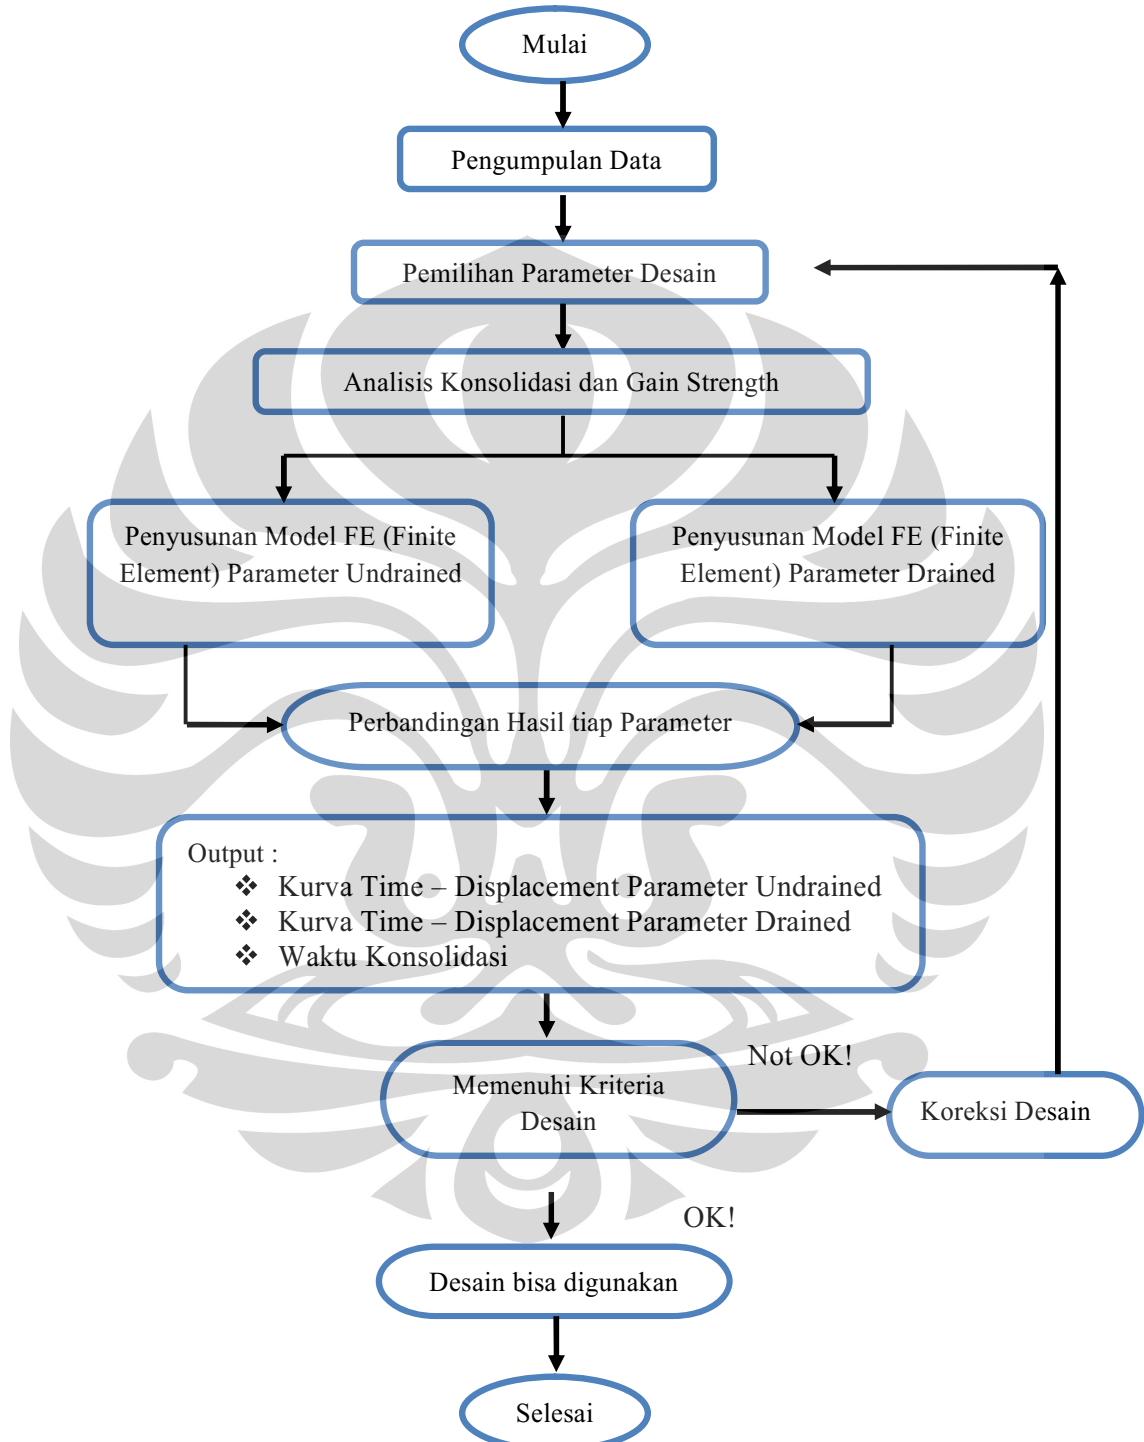 Mulai
Pengumpulan Data
Pemilihan Parameter Desain
Analisis Konsolidasi dan Gain Strength
Penyusunan Model FE (Finite
Element) Parameter Undrained
Penyusunan Model FE (Finite
Element) Parameter Drained
Perbandingan Hasil tiap Parameter
Output :
❖ Kurva Time – Displacement Parameter Undrained
❖ Kurva Time – Displacement Parameter Drained
❖ Waktu Konsolidasi
Memenuhi Kriteria
Desain
Not OK!
Koreksi Desain
OK!
Desain bisa digunakan
Selesai